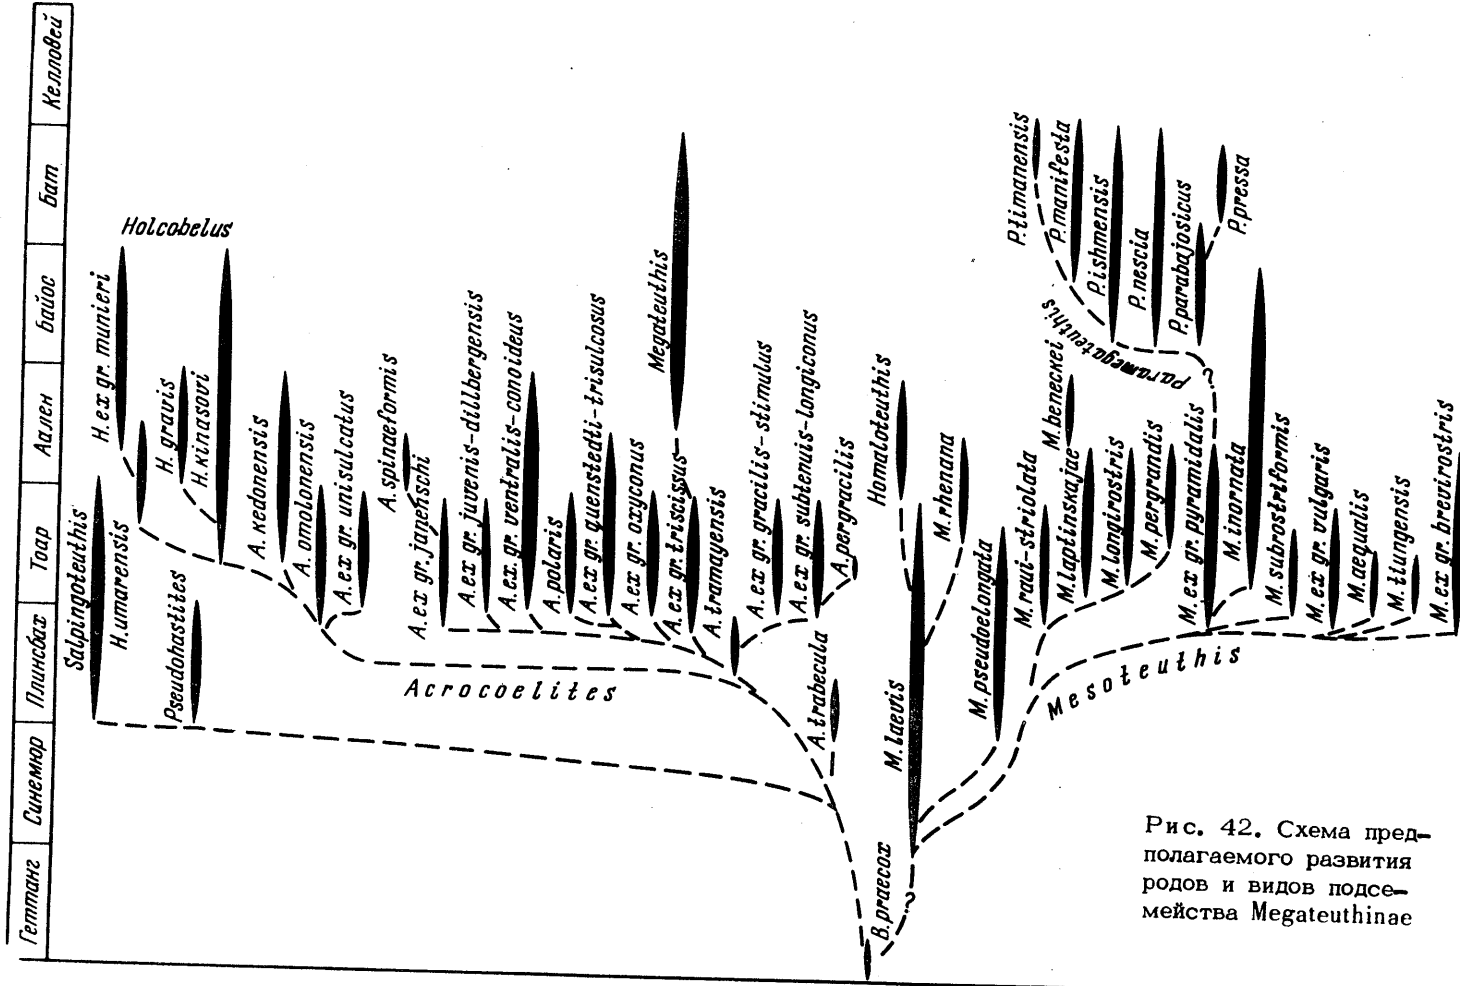 Келловей
Бат
Байос
Аален
Тоар
Плинсбах
Синемюр
Геттанг
Holcobelus
H. ex gr. munieri
H. gravis
H. kinasovi
Salpingoteuthis
H. umarensis
Pseudohastites
A. kedonensis
A. omolonensis
A. ex gr. unisulcatus
A. spinaeformis
A. ex gr. janenschi
A. ex gr. juvenis-dillbergensis
A. ex. gr. ventralis-conoideus
A. polaris
A. ex gr. quenstedti-trisulcosus
A. ex gr. oxyconus
Megateuthis
A. ex gr. triscissus
A. tramayensis
A. ex gr. gracilis-stimulus
A. ex gr. subtenuis-longiconus
A. pergracilis
Acrocoelites
A. trabecula
B. praecox
?
Homaloteuthis
M. rhenana
M. laevis
M. pseudoelongata
M. raui-striolata
M. beneckei
M. laptinskajae
M. longirostris
M. pergrandis
M. ex gr. pyramidalis
M. inornata
M. subrostriformis
M. ex gr. vulgaris
M. aequalis
M. tlungensis
M. ex gr. brevirostris
Mesoteuthis
Paramegateuthis
?
P. timanensis
P. manifesta
P. ishmensis
P. nescia
P. parabajosicus
P. pressa
Рис. 42. Схема пред-
полагаемого развития
родов и видов подсе-
мейства Megateuthinae